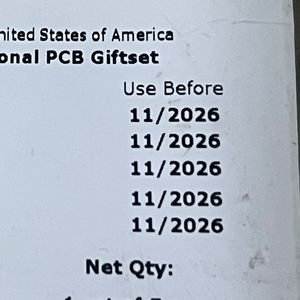 nited States of America
onal PCB Giftset
Use Before
11/2026
11/2026
11/2026
11/2026
11/2026
Net Qty: